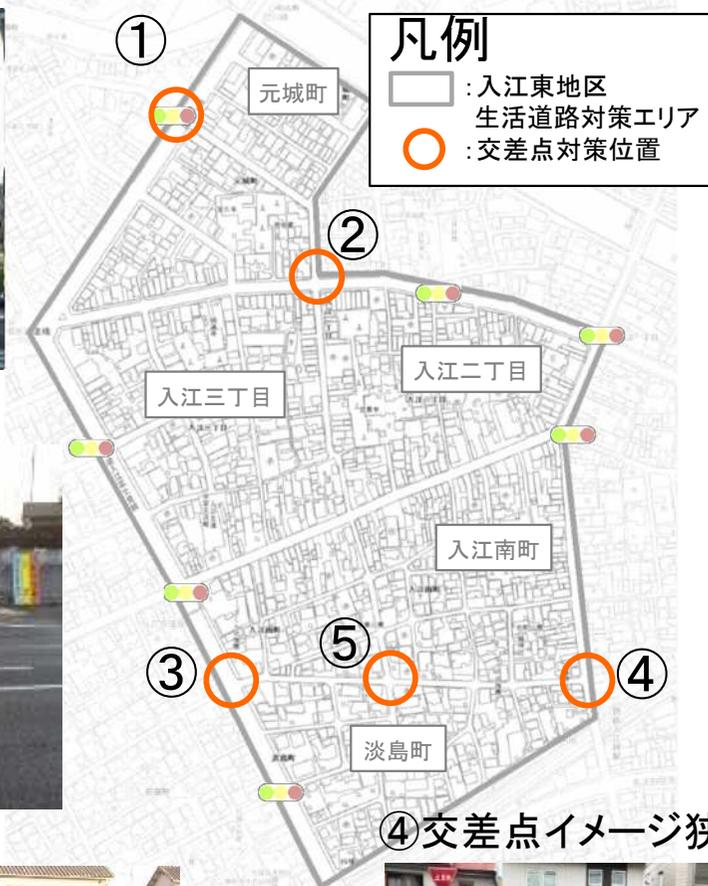 ①
元城町
凡例
：入江東地区
生活道路対策エリア
：交差点対策位置
②
入江三丁目
入江二丁目
入江南町
③
⑤
④
淡島町
④交差点イメージ狭